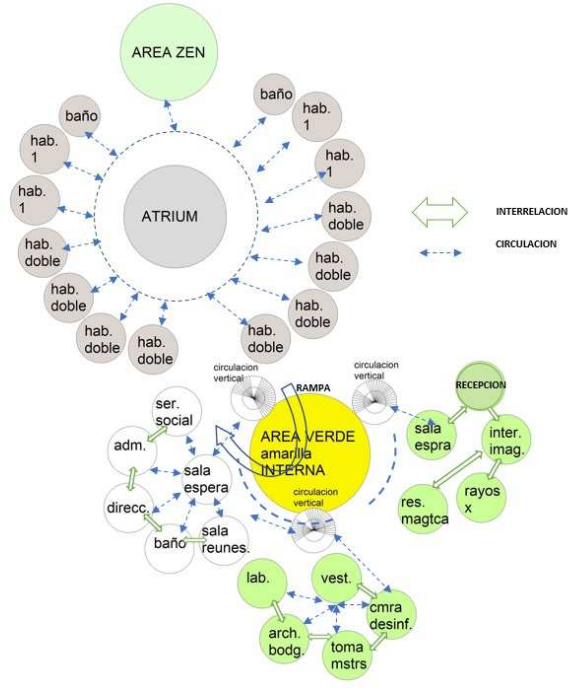 AREA ZEN
baño
baño
hab.
1
hab.
1
hab.
1
hab.
1
ATRIUM
hab.
doble
hab.
doble
hab.
doble
hab.
doble
hab.
doble
hab.
doble
hab.
doble
hab.
doble
INTERRELACION
CIRCULACION
circulacion
vertical
RAMPA
circulacion
vertical
RECEPCION
ser.
social
adm.
sala
espera
direcc.
baño
sala
reunes.
AREA VERDE
amarilla
INTERNA
circulacion
vertical
sala
espra
inter.
imag.
res.
magtca
rayos
x
lab.
vest.
cmra
desinf.
arch.
bodg.
toma
mstrs